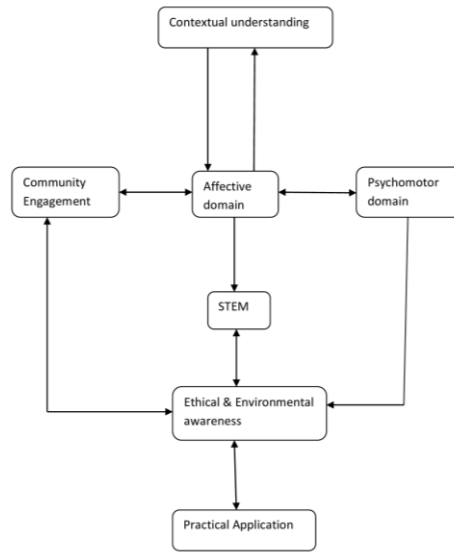 Contextual understanding
Community
Engagement
Affective
domain
Psychomotor
domain
STEM
Ethical & Environmental
awareness
Practical Application